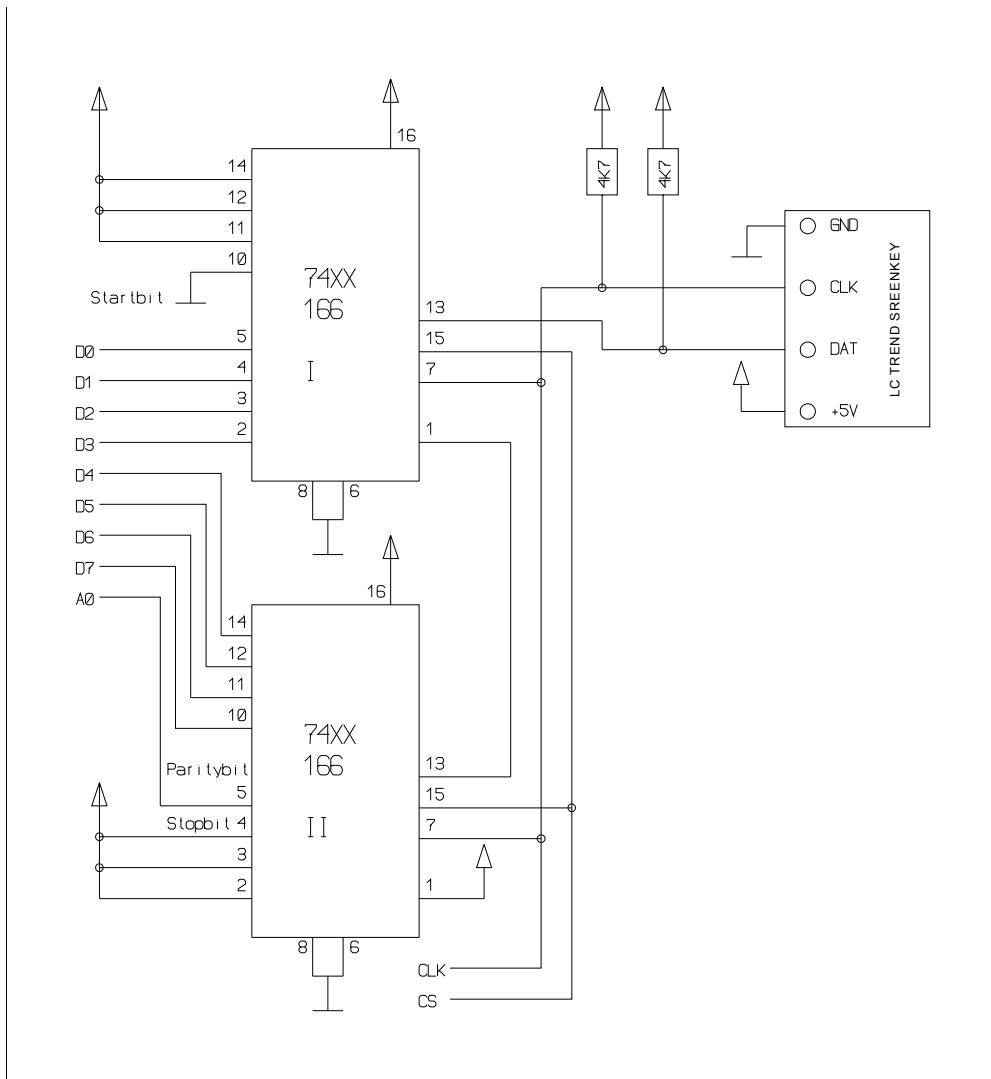 16
14
12
11
10
Startbit
74XX
166
I
13
15
7
1
5
4
3
2
D0
D1
D2
D3
D4
D5
D6
D7
A0
8
6
4K7
4K7
GND
CLK
DAT
+5V
LC TREND SREENKEY
16
14
12
11
10
74XX
166
II
Paritybit
5
Stopbit 4
3
2
13
15
7
1
8
6
CLK
CS